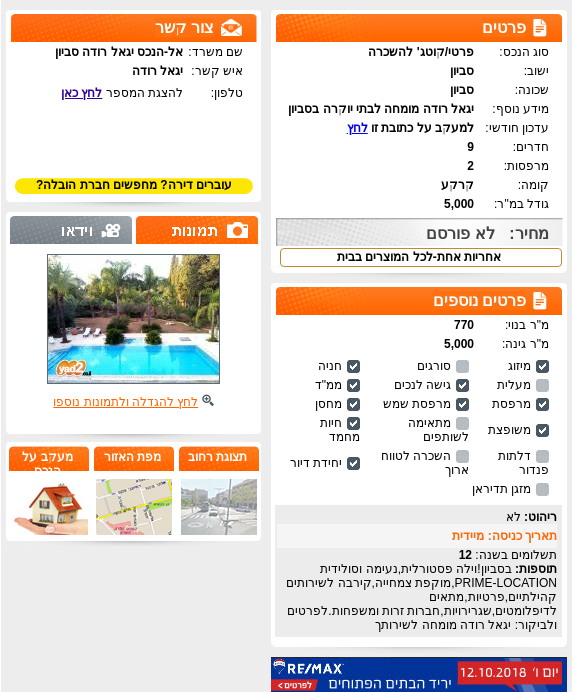 פרטים
סוג הנכס: פרטי/קוטג' להשכרה
ישוב: סביון
שכונה: סביון
מידע נוסף: יגאל רודה מומחה לבתי יוקרה בסביון
עדכון חודשי: למעקב על כתובת זו לחץ
חדרים: 9
מרפסות: 2
קומה: קרקע
גודל במ"ר: 5,000
מחיר: לא פורסם
אחריות אחת-לכל המוצרים בבית
פרטים נוספים
מ"ר בנוי: 770
מ"ר גינה: 5,000
מיזוג סורגים חניה
מעלית גישה לנכים ממ"ד
מרפסת מרפסת שמש מחסן
משופצת מתאימה לשותפים חיות מחמד
דלתות פנדור השכרה לטווח ארוך יחידת דיור
מזגן תדיראן
ריהוט: לא
תאריך כניסה: מיידית
תשלומים בשנה: 12
תוספות: בסביון!וילה פסטורלית,נעימה וסולידית
PRIME-LOCATION,מוקפת צמחייה,קירבה לשירותים
קהילתיים,פרטיות,מתאים
לדיפלומטים,שגרירויות,חברות זרות ומשפחות.לפרטים
ולביקור: יגאל רודה מומחה לשירותך
RE/MAX
יום ו' 12.10.2018
יריד הבתים הפתוחים
לפרטים >
צור קשר
שם משרד: אל-הנכס יגאל רודה סביון
איש קשר: יגאל רודה
טלפון: להצגת המספר לחץ כאן
עוברים דירה? מחפשים חברת הובלה?
תמונות
וידאו
yad2
לחץ להגדלה ולתמונות נוספו
תצוגת רחוב
מפת האזור
מעקב על
הנכס